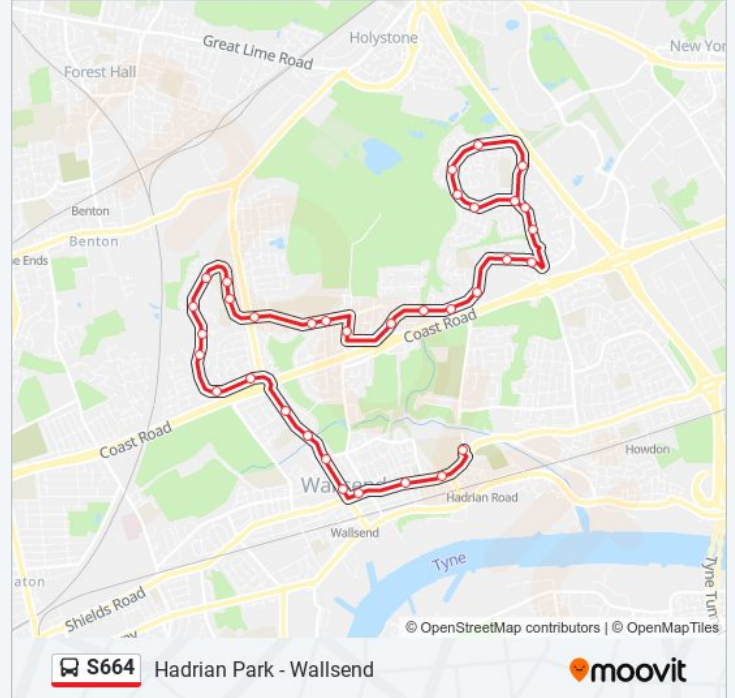 Holystone
Great Lime Road
New Yor
Forest Hall
Benton
Benton
e Ends
Coast Road
Coast Road
Howdon
Wallsend
Hadrian Road
Wallsend
Tyne
aton
Shields Road
Tyne Tun
© OpenStreetMap contributors | © OpenMapTiles
S664 Hadrian Park - Wallsend
moovit